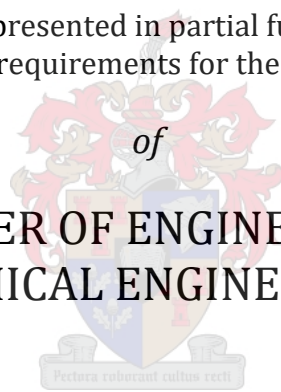 presented in partial fu
requirements for the
of
ER OF ENGINE
ICAL ENGINE
Pectora roborant cultus recti